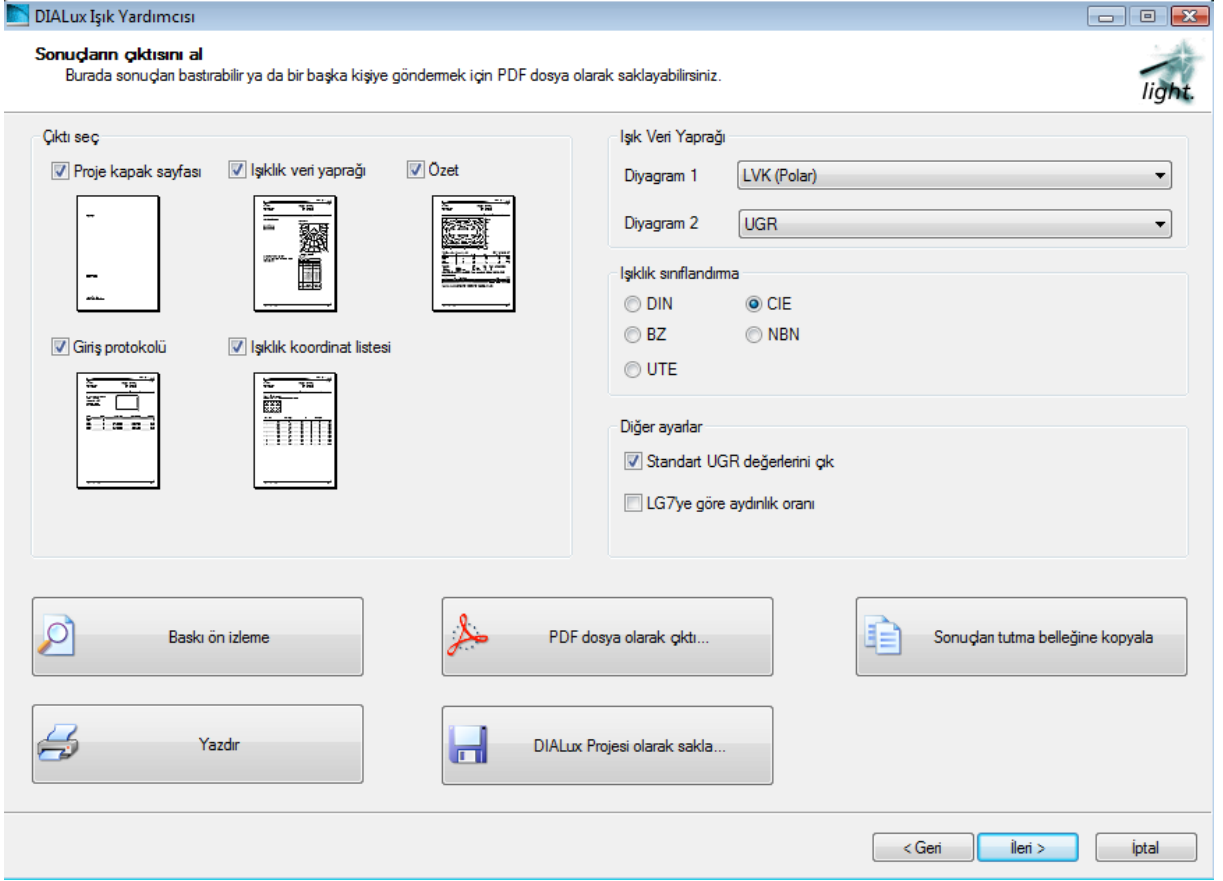 DIALux Işık Yardımcısı
Sonuçların çıktısını al
Burada sonuçları bastırabilir ya da bir başka kişiye göndermek için PDF dosya olarak saklayabilirsiniz.
light.
Çıktı seç
Proje kapak sayfası
Işıklık veri yaprağı
Özet
Giriş protokolü
Işıklık koordinat listesi
Işık Veri Yaprağı
Diyagram 1
LVK (Polar)
Diyagram 2
UGR
Işıklık sınıflandırma
DIN
CIE
BZ
NBN
UTE
Diğer ayarlar
Standart UGR değerlerini çık
LG7'ye göre aydınlık oranı
Baskı ön izleme
PDF dosya olarak çıktı...
Sonuçları tutma belleğine kopyala
Yazdır
DIALux Projesi olarak sakla...
< Geri
İleri >
İptal